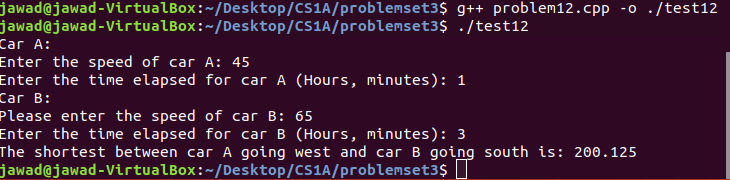 jawad@jawad-VirtualBox:~/Desktop/CS1A/problemset3$ g++ problem12.cpp -o ./test12
jawad@jawad-VirtualBox:~/Desktop/CS1A/problemset3$ ./test12
Car A:
Enter the speed of car A: 45
Enter the time elapsed for car A (Hours, minutes): 1
Car B:
Please enter the speed of car B: 65
Enter the time elapsed for car B (Hours, minutes): 3
The shortest between car A going west and car B going south is: 200.125
jawad@jawad-VirtualBox:~/Desktop/CS1A/problemset3$